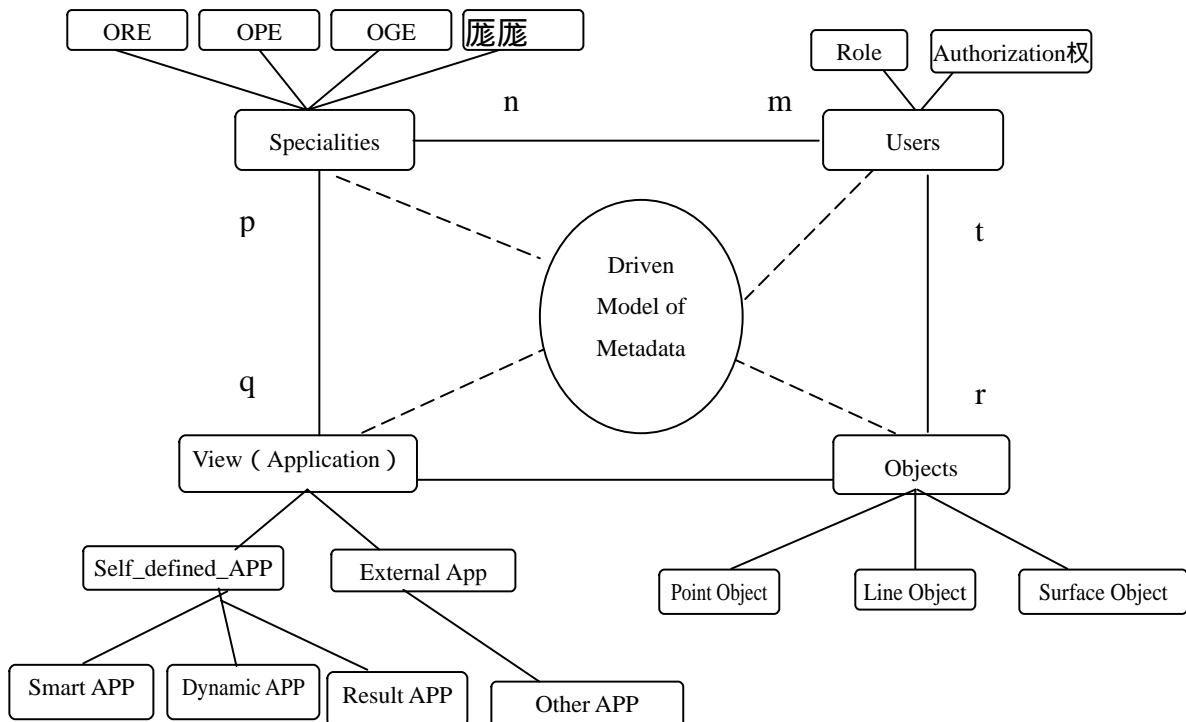 ORE
OPE
OGE
厖厖
Role
Authorization权
n
m
Specialities
Users
p
t
Driven
Model of
Metadata
q
r
View（Application）
Objects
Self_defined_APP
External App
Point Object
Line Object
Surface Object
Smart APP
Dynamic APP
Result APP
Other APP